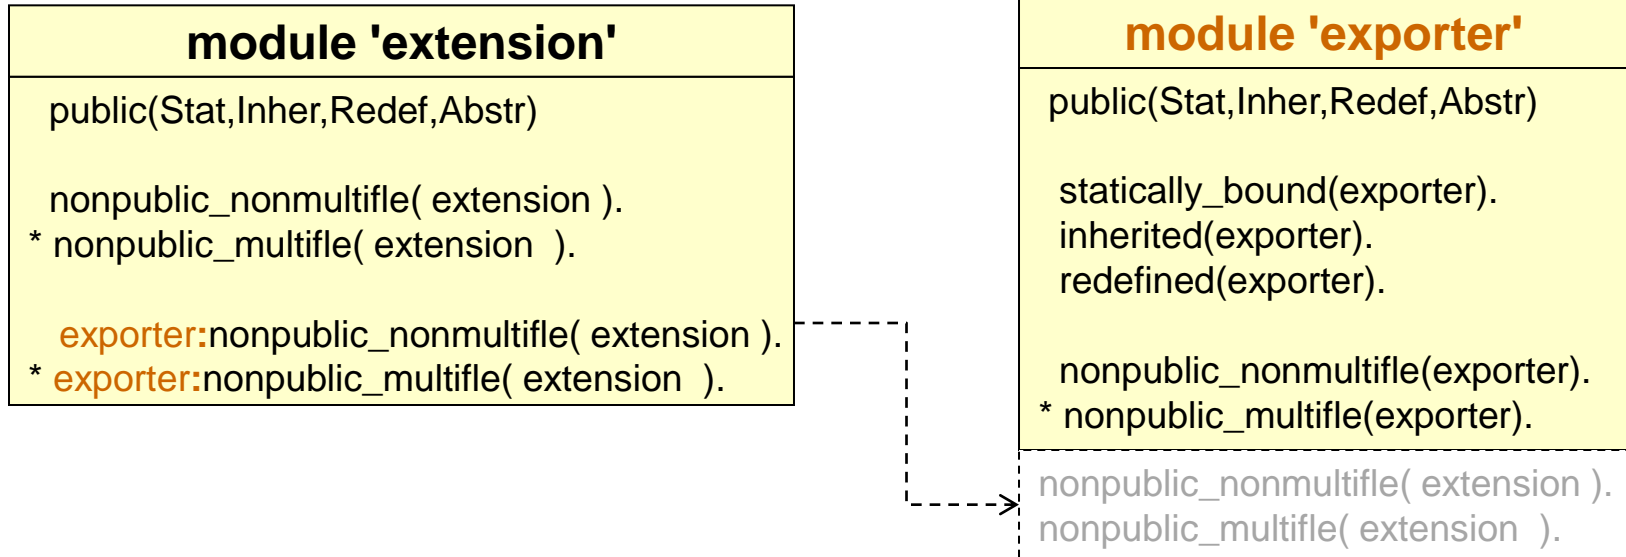 module 'extension'
public(Stat,Inher,Redef,Abstr)
nonpublic_nonmultifle( extension ).
* nonpublic_multifle( extension  ).
exporter:nonpublic_nonmultifle( extension ).
* exporter:nonpublic_multifle( extension  ).
module 'exporter'
public(Stat,Inher,Redef,Abstr)
statically_bound(exporter).
inherited(exporter).
redefined(exporter).
nonpublic_nonmultifle(exporter).
* nonpublic_multifle(exporter).
nonpublic_nonmultifle( extension ).
nonpublic_multifle( extension  ).